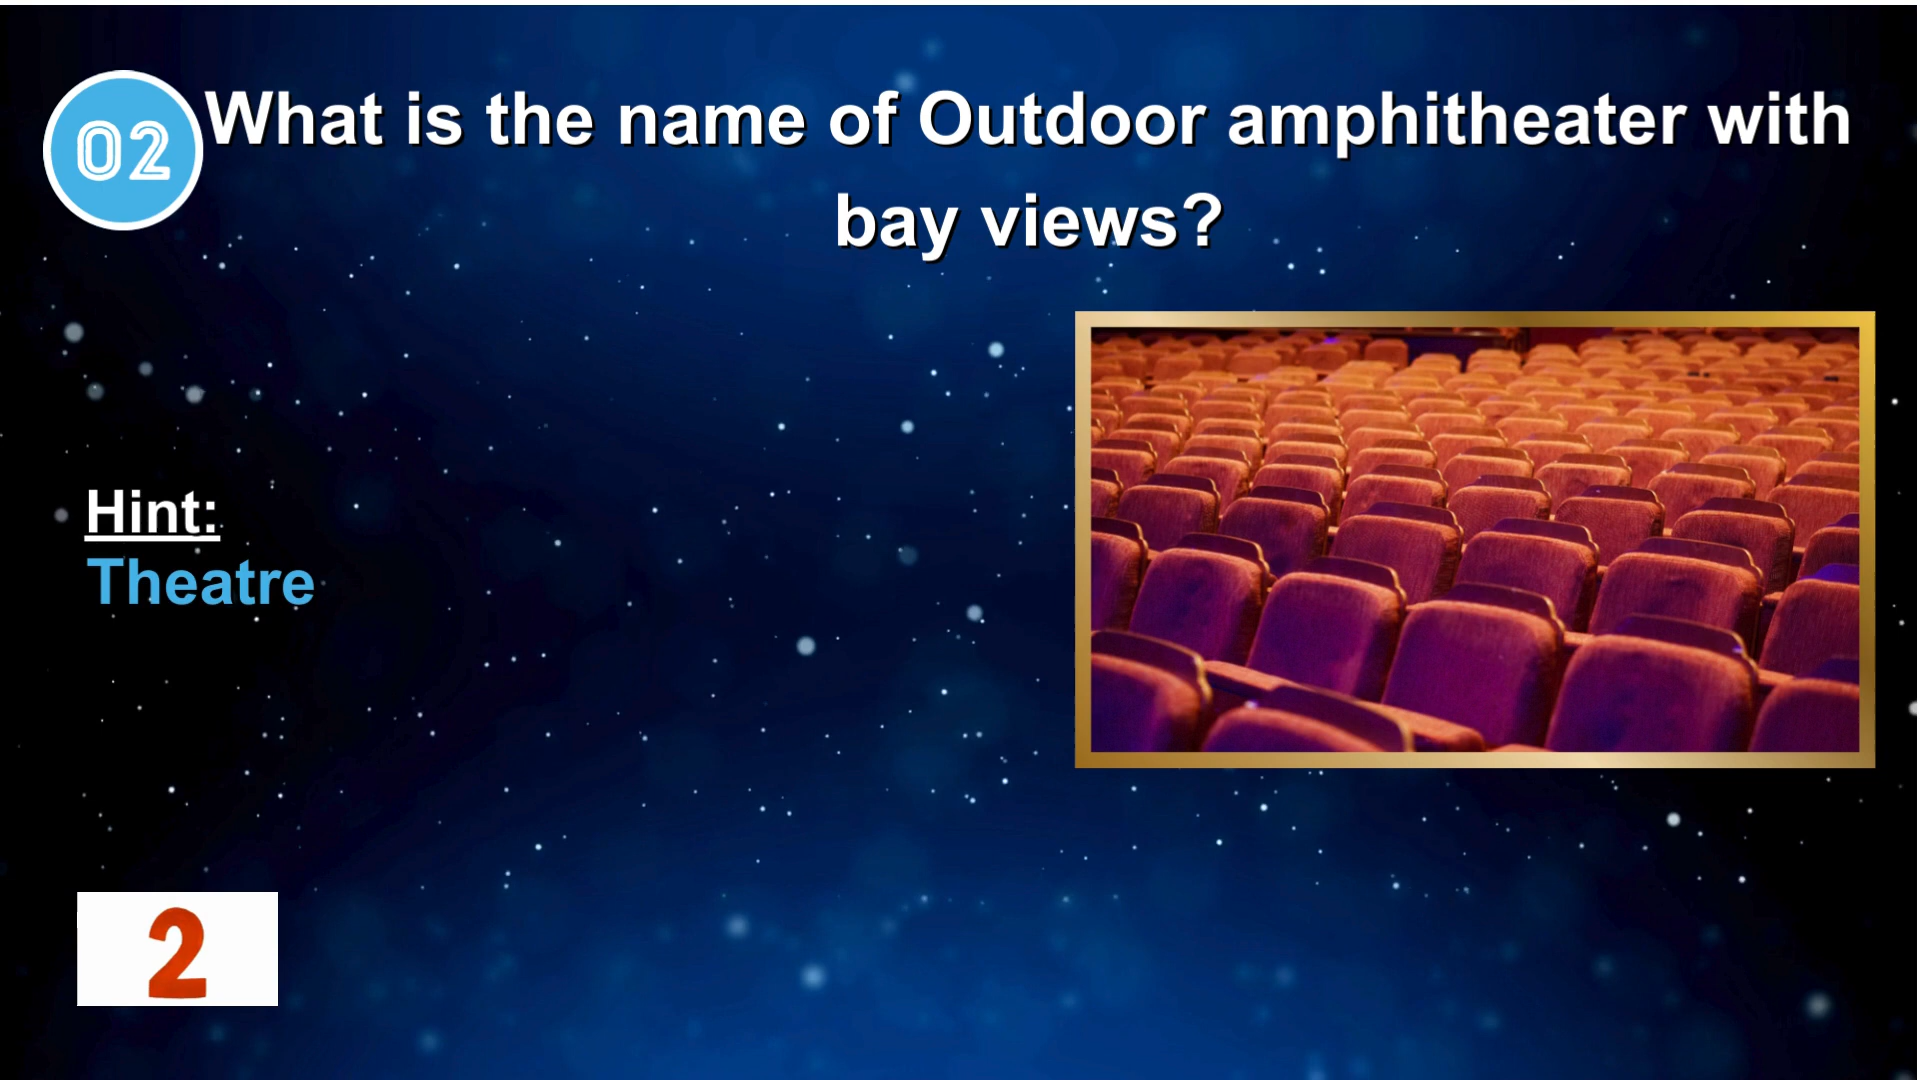 02
What is the name of Outdoor amphitheater with
bay views?
Hint:
Theatre
2